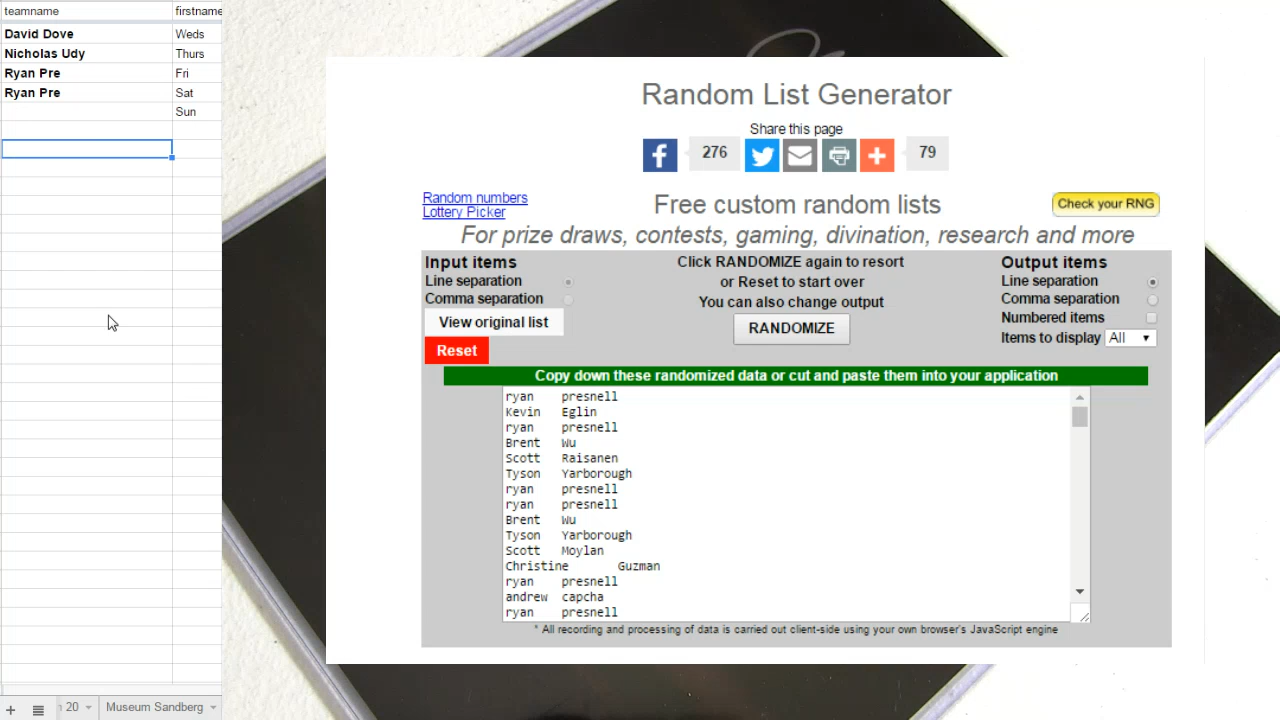 teamname firstname
David Dove Weds
Nicholas Udy Thurs
Ryan Pre Fri
Ryan Pre Sat
Sun
Random List Generator
Share this page
276 79
Random numbers
Lottery Picker
Free custom random lists
Check your RNG
For prize draws, contests, gaming, divination, research and more
Input items
Line separation
Comma separation
View original list
Reset
Click RANDOMIZE again to resort
or Reset to start over
You can also change output
RANDOMIZE
Output items
Line separation
Comma separation
Numbered items
Items to display All
Copy down these randomized data or cut and paste them into your application
ryan presnell
Kevin Eglin
ryan presnell
Brent Wu
Scott Raisanen
Tyson Yarborough
ryan presnell
ryan presnell
Brent Wu
Tyson Yarborough
Scott Moylan
Christine Guzman
ryan presnell
andrew capcha
ryan presnell
* All recording and processing of data is carried out client-side using your own browser's JavaScript engine
20 Museum Sandberg